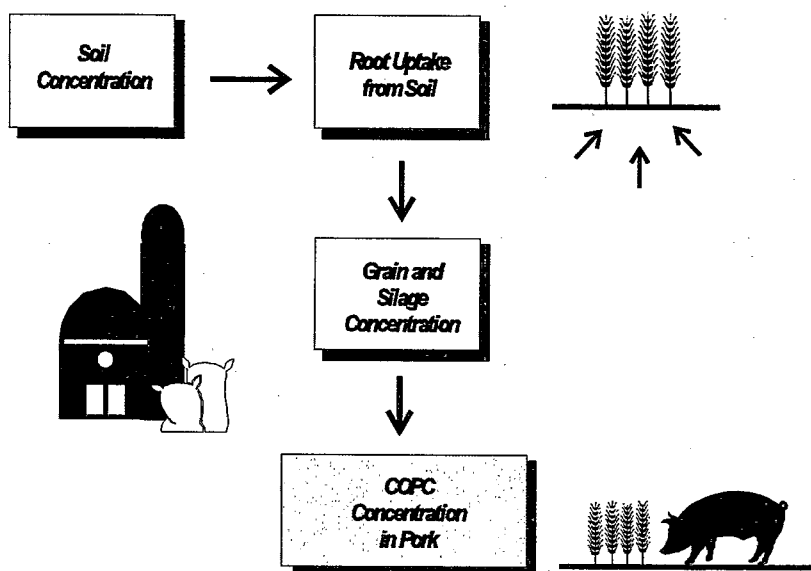 Soil
Concentration
Root Uptake
from Soil
Grain and
Silage
Concentration
COPC
Concentration
in Pork